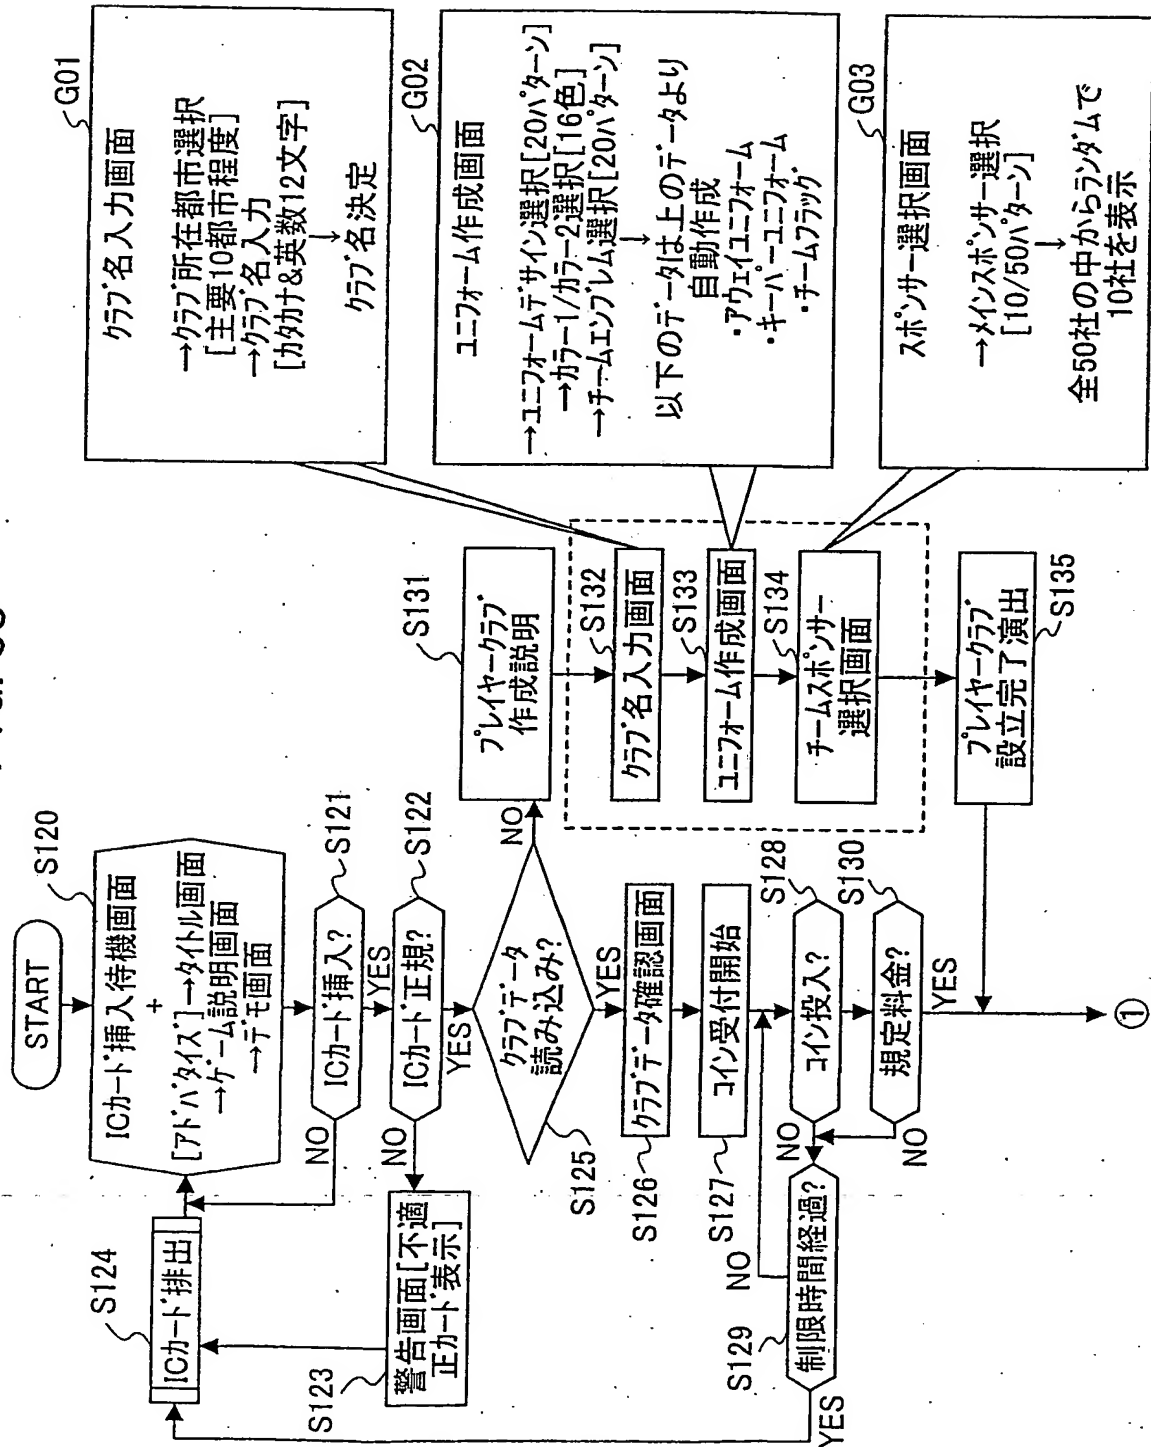 START
S120
ICカード挿入待機画面
+
[アドバタイズ]→タイトル画面
→ゲーム説明画面
→デモ画面
S121
ICカード挿入?
NO
YES
S122
ICカード正規?
NO
YES
S123
警告画面[不適
正カード表示]
S124
ICカード排出
クラブデータ
読み込み?
S125
NO
YES
S126
クラブデータ確認画面
S127
コイン受付開始
S128
コイン投入?
NO
S130
規定料金?
NO
YES
S129
制限時間経過?
NO
YES
①
S131
プレイヤークラブ
作成説明
S132
クラブ名入力画面
S133
ユニフォーム作成画面
S134
チームスポンサー
選択画面
S135
プレイヤークラブ
設立完了演出
G01
クラブ名入力画面
→クラブ所在都市選択
[主要10都市程度]
→クラブ名入力
[カタカナ&英数12文字]
↓
クラブ名決定
G02
ユニフォーム作成画面
→ユニフォームデザイン選択[20パターン]
→カラー1/カラー2選択[16色]
→チームエンブレム選択[20パターン]
↓
以下のデータは上のデータより
自動作成
・アウェイユニフォーム
・キーパーユニフォーム
・チームフラッグ
G03
スポンサー選択画面
→メインスポンサー選択
[10/50パターン]
↓
全50社の中からランダムで
10社を表示